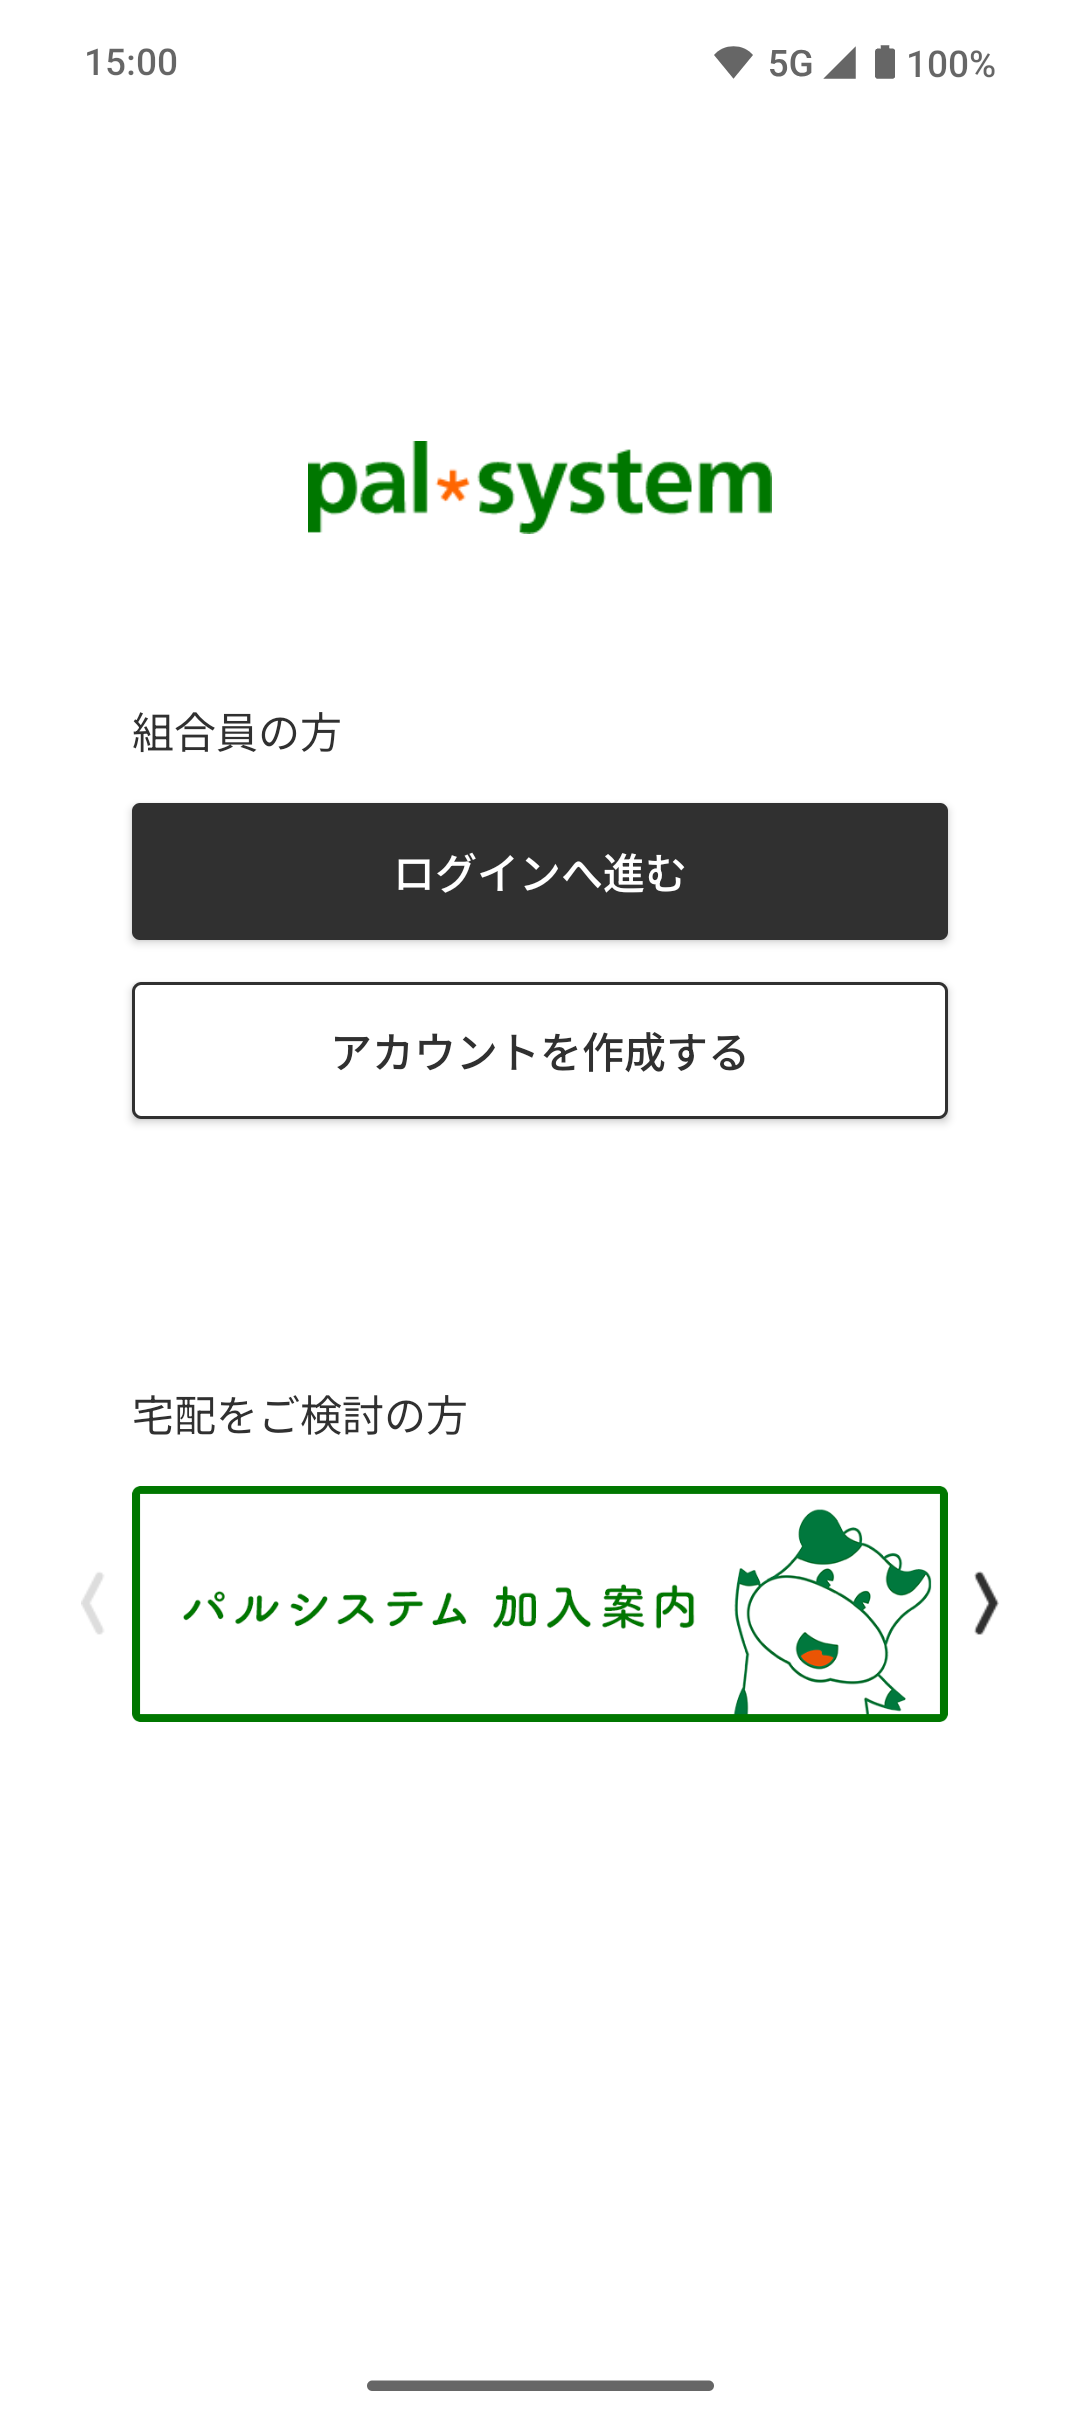 15:00 5G 100%
pal*system
組合員の方
ログインへ進む
アカウントを作成する
宅配をご検討の方
パルシステム 加入案内